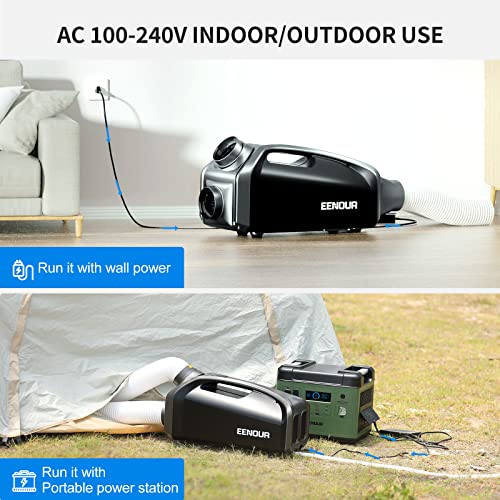 AC 100-240V INDOOR/OUTDOOR USE
EENOUR
Run it with wall power
EENOUR
Run it with
Portable power station